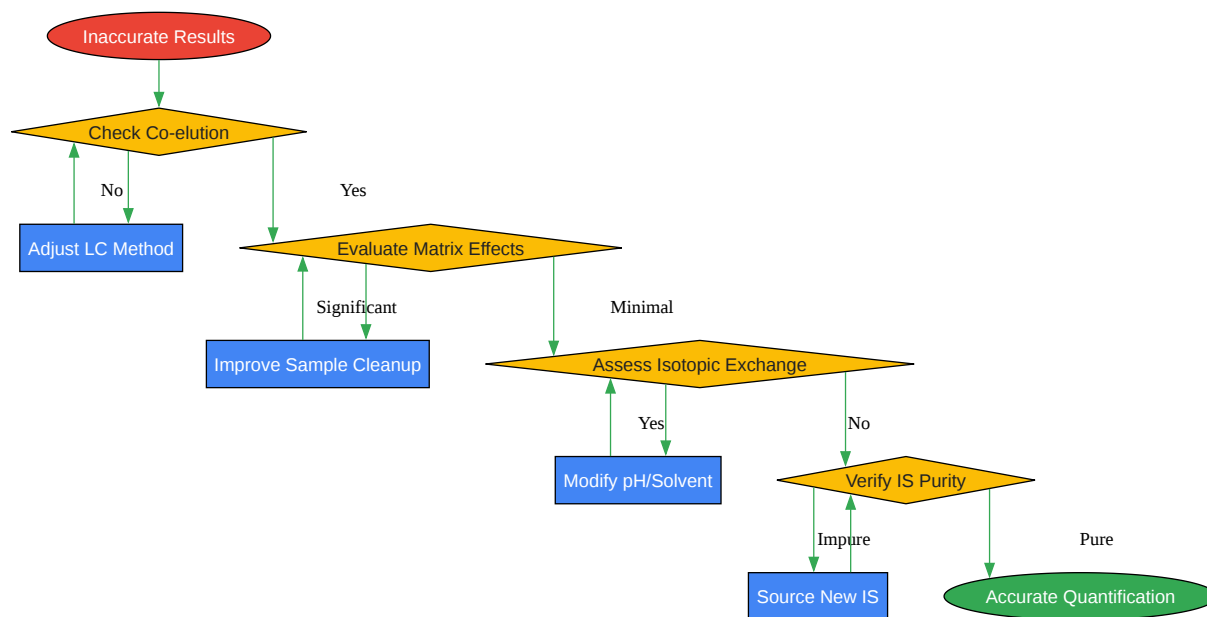 Inaccurate Results
Check Co-elution
No
Yes
Adjust LC Method
Evaluate Matrix Effects
Significant
Minimal
Improve Sample Cleanup
Assess Isotopic Exchange
Yes
No
Modify pH/Solvent
Verify IS Purity
Impure
Pure
Source New IS
Accurate Quantification